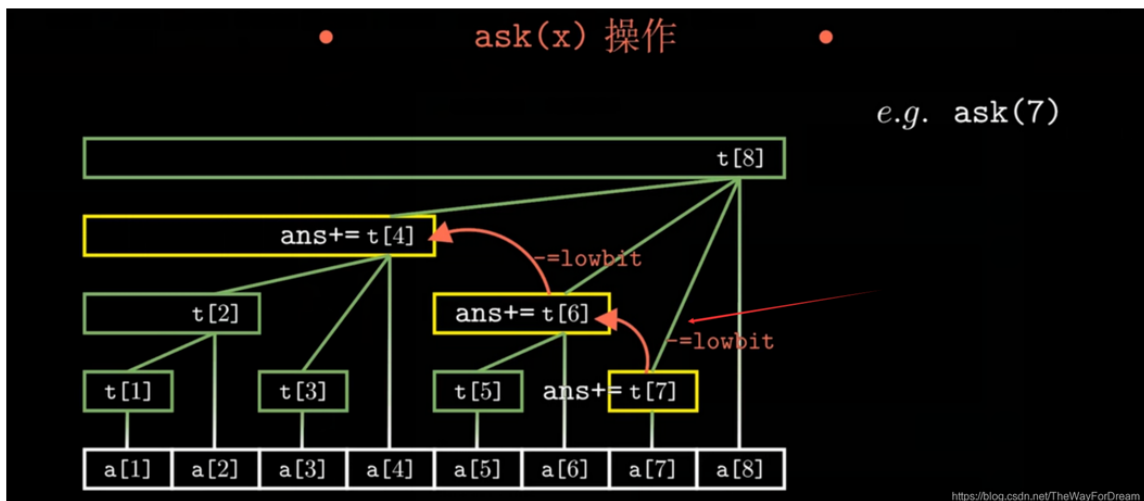 ask(x) 操作
e.g. ask(7)
t[8]
ans+= t[4]
-=lowbit
t[2]
ans+= t[6]
-=lowbit
t[1] t[3] t[5] ans+= t[7]
a[1] a[2] a[3] a[4] a[5] a[6] a[7] a[8]
https://blog.csdn.net/TheWayForDream